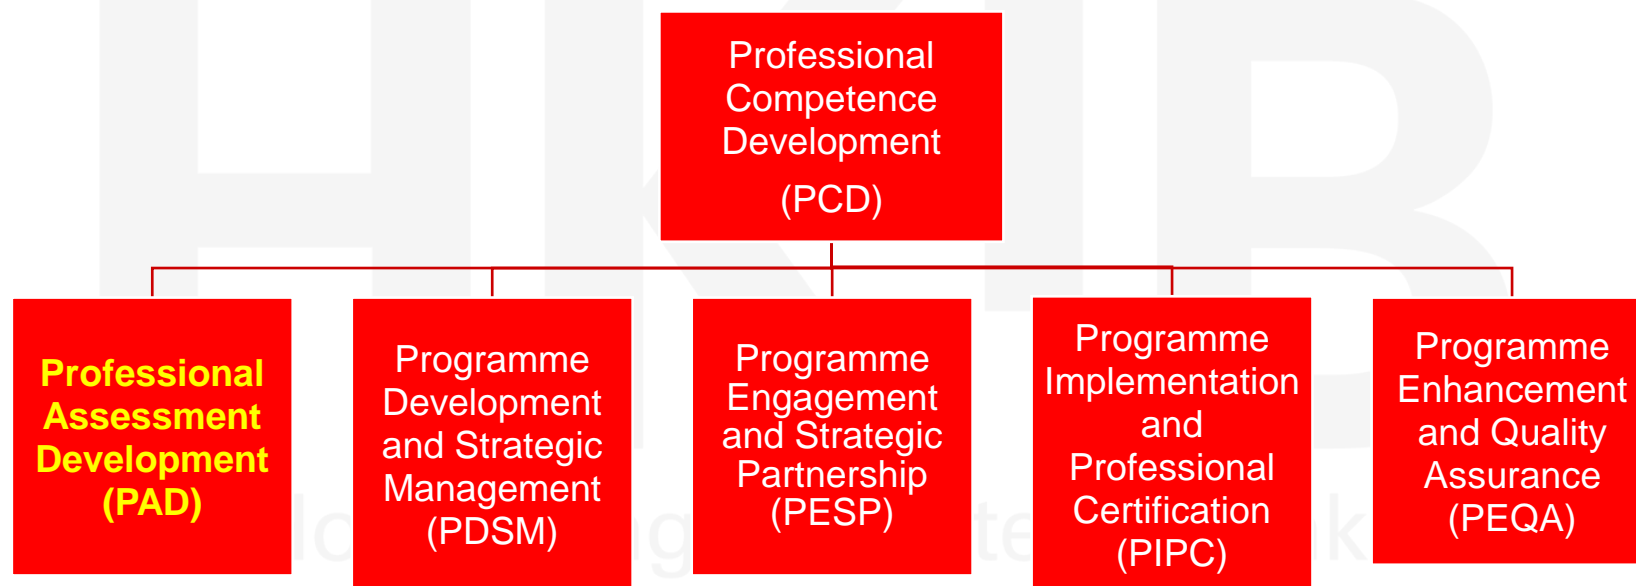 Professional
Competence
Development
(PCD)
Professional
Assessment
Development
(PAD)
Programme
Development
and Strategic
Management
(PDSM)
Programme
Engagement
and Strategic
Partnership
(PESP)
Programme
Implementation
and
Professional
Certification
(PIPC)
Programme
Enhancement
and Quality
Assurance
(PEQA)